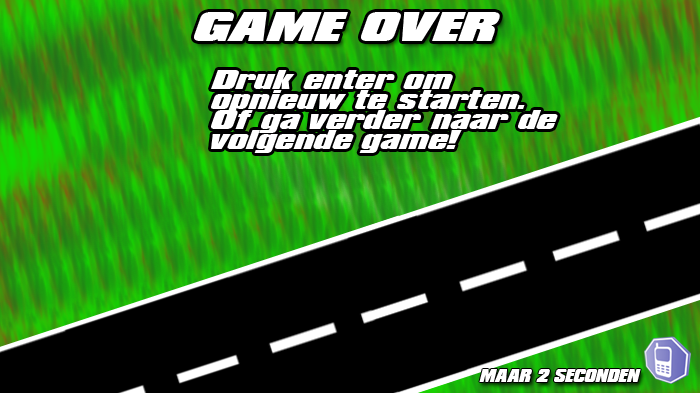 GAME OVER
Druk enter om
opnieuw te starten.
Of ga verder naar de
volgende game!
MAAR 2 SECONDEN